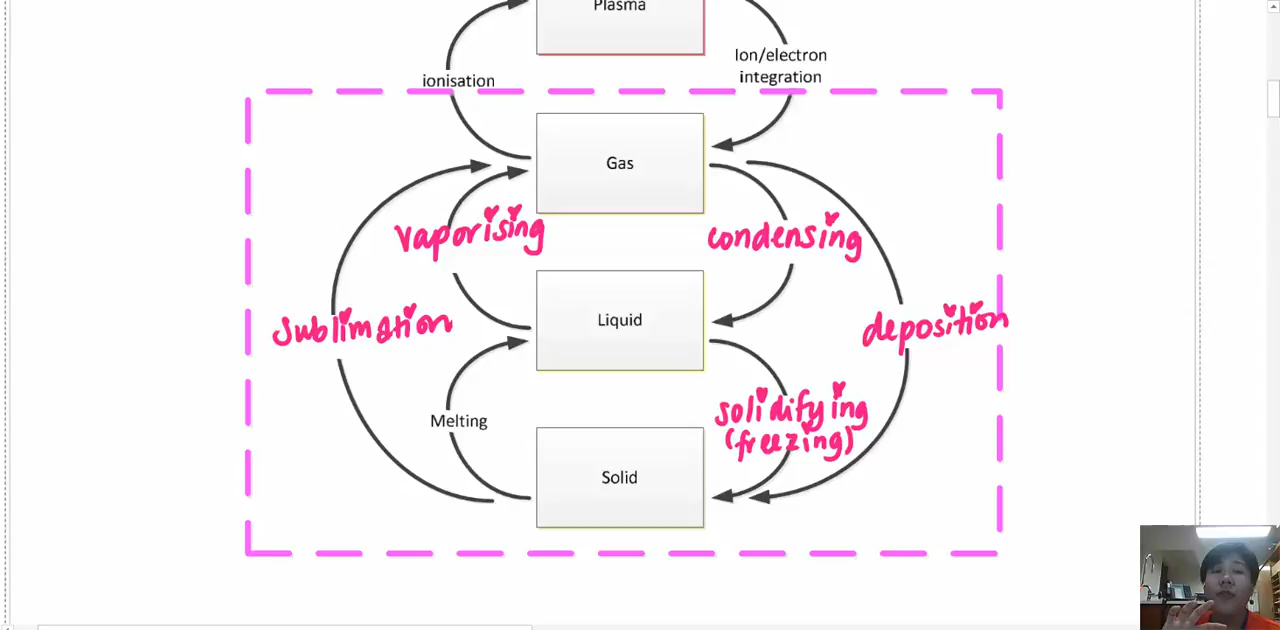 Plasma
Ion/electron
integration
ionisation
Gas
vaporising
condensing
Liquid
sublimation
deposition
Melting
solidifying
(freezing)
Solid